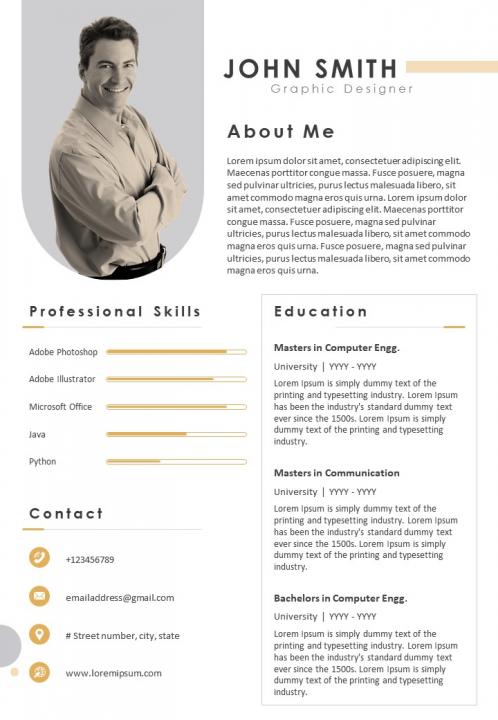 JOHN SMITH
Graphic Designer
About Me
Lorem ipsum dolor sit amet, consectetuer adipiscing elit.
Maecenas porttitor congue massa. Fusce posuere, magna
sed pulvinar ultricies, purus lectus malesuada libero, sit
amet commodo magna eros quis urna. Lorem ipsum dolor
sit amet, consectetuer adipiscing elit. Maecenas porttitor
congue massa. Fusce posuere, magna sed pulvinar
ultricies, purus lectus malesuada libero, sit amet commodo
magna eros quis urna. Fusce posuere, magna sed pulvinar
ultricies, purus lectus malesuada libero, sit amet commodo
magna eros quis urna.
Professional Skills
Adobe Photoshop
Adobe Illustrator
Microsoft Office
Java
Python
Contact
+123456789
emailaddress@gmail.com
# Street number, city, state
www.loremipsum.com
Education
Masters in Computer Engg.
University | YYYY - YYYY
Lorem Ipsum is simply dummy text of the
printing and typesetting industry. Lorem Ipsum
has been the industry's standard dummy text
ever since the 1500s. Lorem Ipsum is simply
dummy text of the printing and typesetting
industry.
Masters in Communication
University | YYYY - YYYY
Lorem Ipsum is simply dummy text of the
printing and typesetting industry. Lorem Ipsum
has been the industry's standard dummy text
ever since the 1500s. Lorem Ipsum is simply
dummy text of the printing and typesetting
industry.
Bachelors in Computer Engg.
University | YYYY - YYYY
Lorem Ipsum is simply dummy text of the
printing and typesetting industry. Lorem Ipsum
has been the industry's standard dummy text
ever since the 1500s. Lorem Ipsum is simply
dummy text of the printing and typesetting
industry.